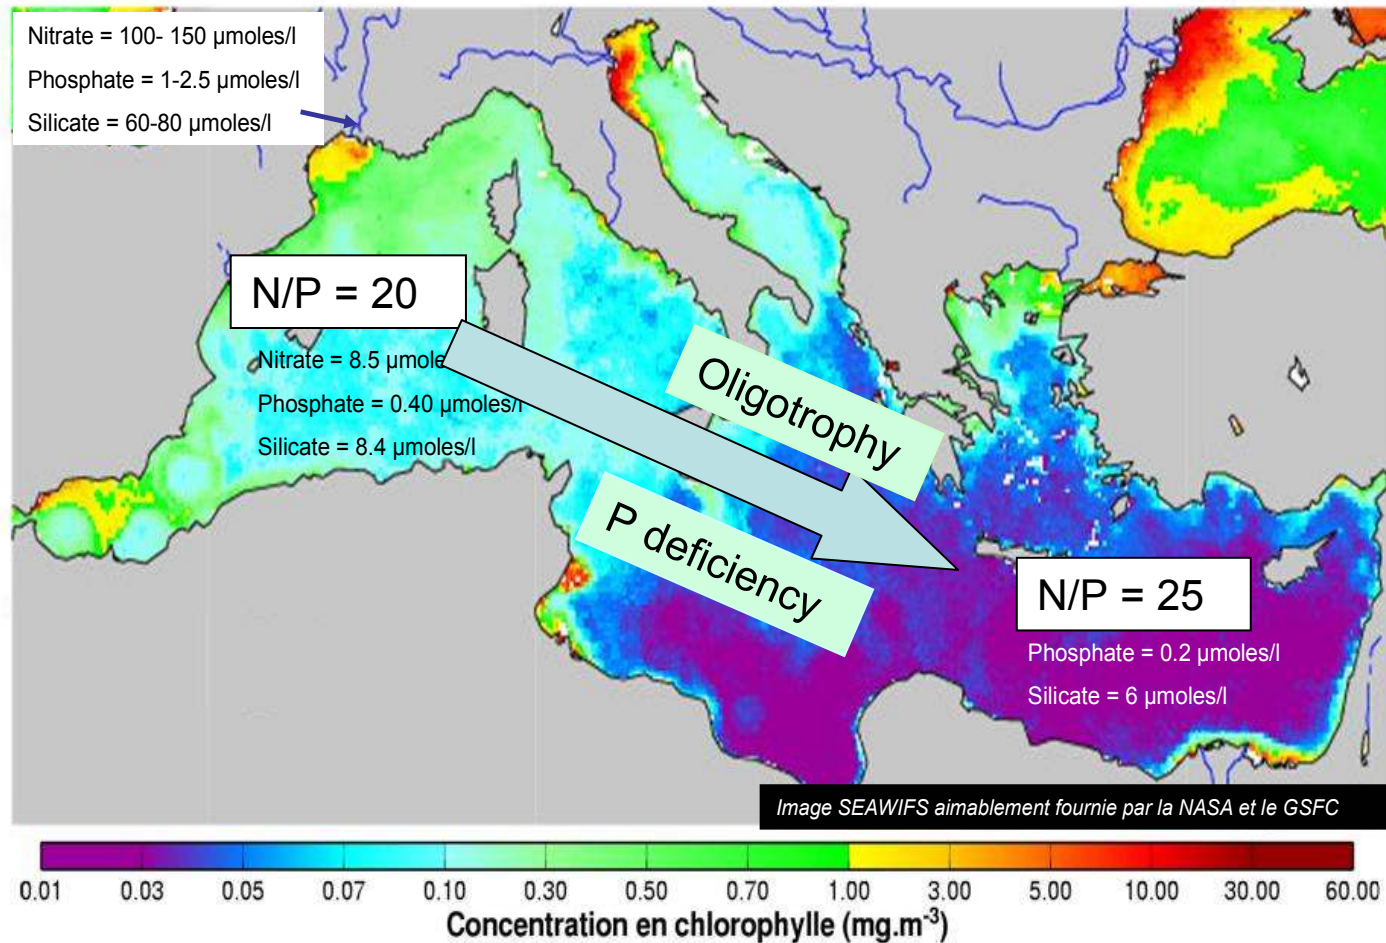 Nitrate = 100- 150 µmoles/l
Phosphate = 1-2.5 µmoles/l
Silicate = 60-80 µmoles/l
N/P = 20
Nitrate = 8.5 µmole
Phosphate = 0.40 µmoles/l
Silicate = 8.4 µmoles/l
Oligotrophy
P deficiency
N/P = 25
Phosphate = 0.2 µmoles/l
Silicate = 6 µmoles/l
Image SEAWIFS aimablement fournie par la NASA et le GSFC
0.01 0.03 0.05 0.07 0.10 0.30 0.50 0.70 1.00 3.00 5.00 10.00 30.00 60.00
Concentration en chlorophylle (mg.m⁻³)